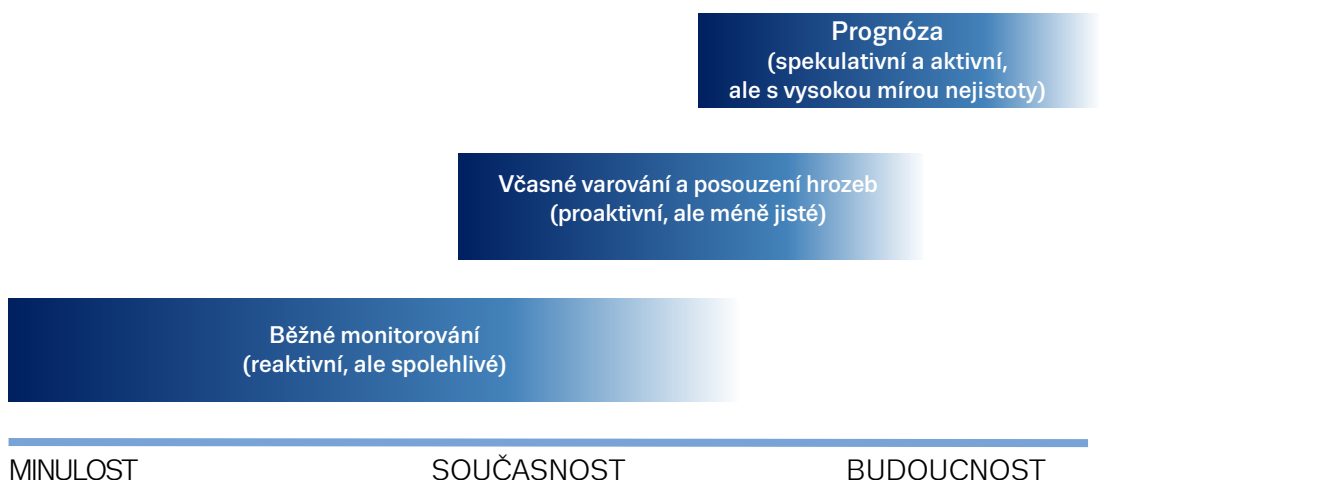 Prognóza
(spekulativní a aktivní,
ale s vysokou mírou nejistoty)
Včasné varování a posouzení hrozeb
(proaktivní, ale méně jisté)
Běžné monitorování
(reaktivní, ale spolehlivé)
MINULOST SOUČASNOST BUDOUCNOST